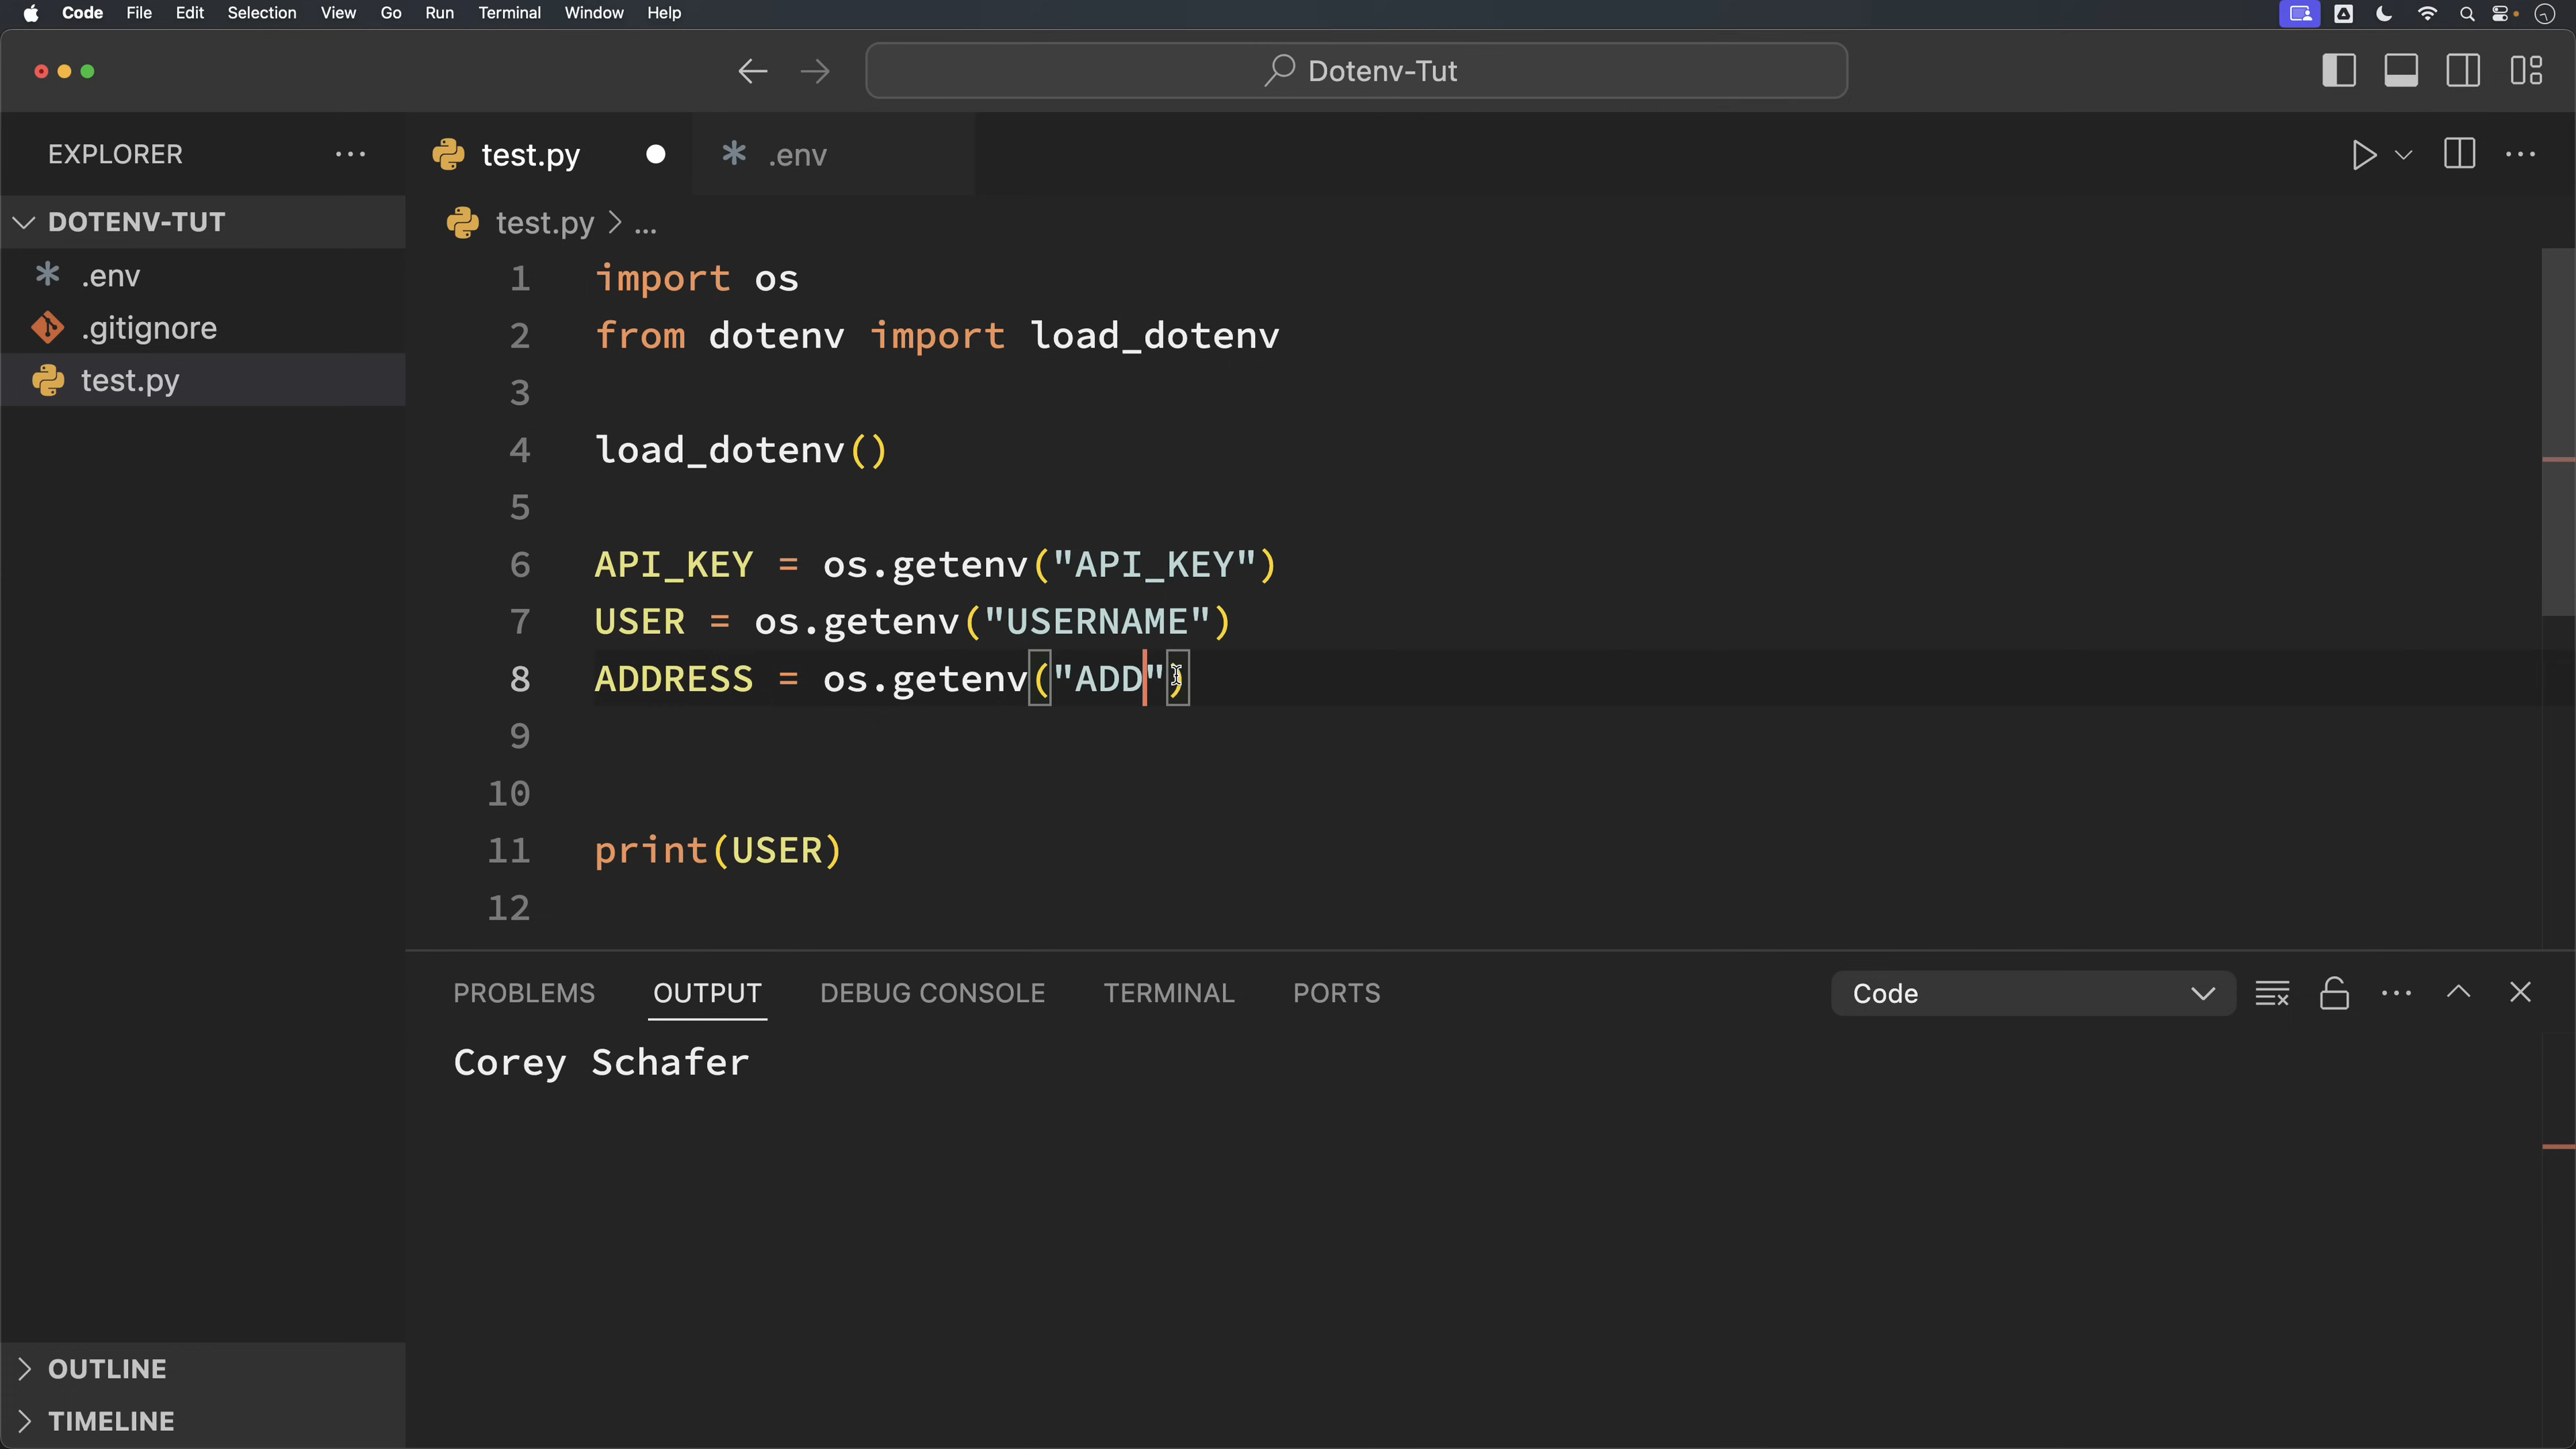 Code File Edit Selection View Go Run Terminal Window Help
Dotenv-Tut
EXPLORER ...
test.py
.env
DOTENV-TUT
.env
.gitignore
test.py
test.py > ...
1 import os
2 from dotenv import load_dotenv
3
4 load_dotenv()
5
6 API_KEY = os.getenv("API_KEY")
7 USER = os.getenv("USERNAME")
8 ADDRESS = os.getenv("ADD")
9
10
11 print(USER)
12
PROBLEMS OUTPUT DEBUG CONSOLE TERMINAL PORTS Code
Corey Schafer
OUTLINE
TIMELINE